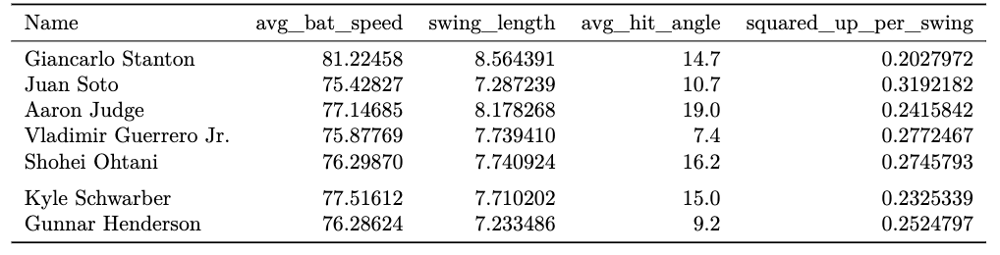 Name avg_bat_speed swing_length avg_hit_angle squared_up_per_swing
Giancarlo Stanton 81.22458 8.564391 14.7 0.2027972
Juan Soto 75.42827 7.287239 10.7 0.3192182
Aaron Judge 77.14685 8.178268 19.0 0.2415842
Vladimir Guerrero Jr. 75.87769 7.739410 7.4 0.2772467
Shohei Ohtani 76.29870 7.740924 16.2 0.2745793
Kyle Schwarber 77.51612 7.710202 15.0 0.2325339
Gunnar Henderson 76.28624 7.233486 9.2 0.2524797